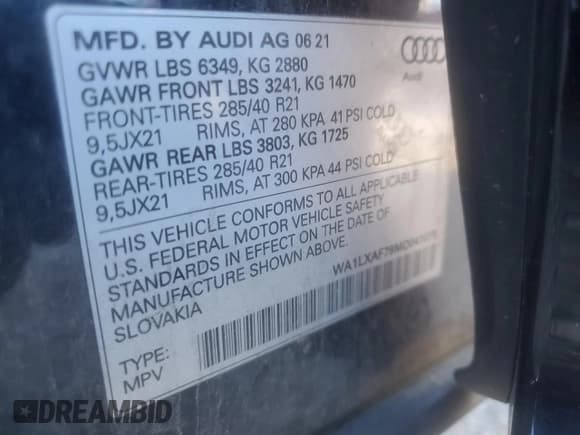 MFD. BY AUDI AG 06 21
GVWR LBS 6349, KG 2880
GAWR FRONT LBS 3241, KG 1470
FRONT-TIRES 285/40 R21
9,5JX21 RIMS, AT 280 KPA 41 PSI COLD
GAWR REAR LBS 3803, KG 1725
REAR-TIRES 285/40 R21
9,5JX21 RIMS, AT 300 KPA 44 PSI COLD
Audi
THIS VEHICLE CONFORMS TO ALL APPLICABLE
U.S. FEDERAL MOTOR VEHICLE SAFETY
STANDARDS IN EFFECT ON THE DATE OF
MANUFACTURE SHOWN ABOVE.
SLOVAKIA
TYPE:
MPV
DREAMBID